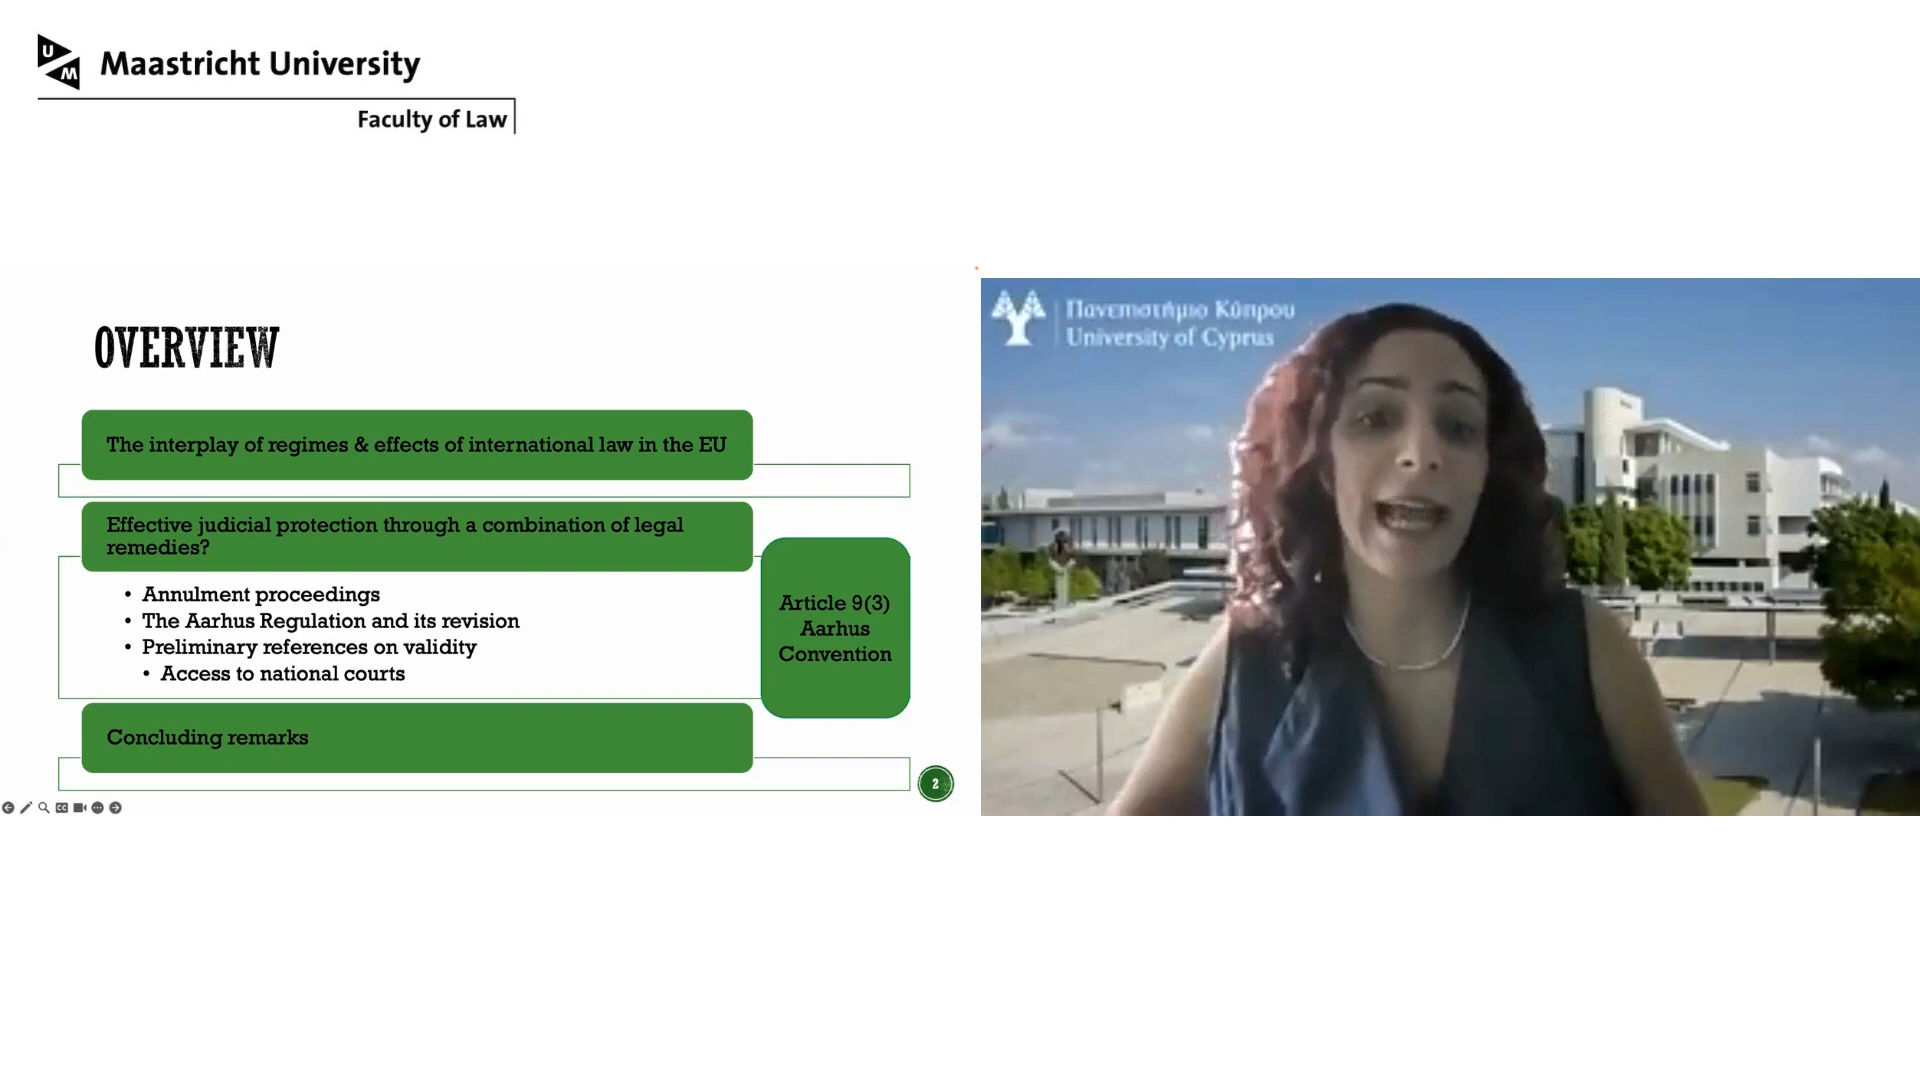 UM
Maastricht University
Faculty of Law
OVERVIEW
The interplay of regimes & effects of international law in the EU
Effective judicial protection through a combination of legal
remedies?
• Annulment proceedings
• The Aarhus Regulation and its revision
• Preliminary references on validity
• Access to national courts
Article 9(3)
Aarhus
Convention
Concluding remarks
2
CC
Πανεπιστήμιο Κύπρου
University of Cyprus